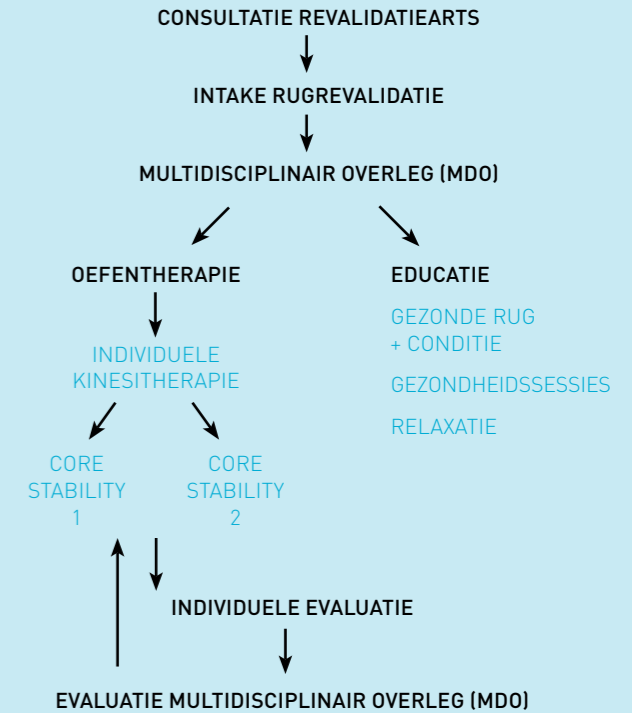 CONSULTATIE REVALIDATIEARTS
INTAKE RUGREVALIDATIE
MULTIDISCIPLINAIR OVERLEG (MDO)
OEFENTHERAPIE
INDIVIDUELE
KINESITHERAPIE
CORE
STABILITY
1
CORE
STABILITY
2
EDUCATIE
GEZONDE RUG
+ CONDITIE
GEZONDHEIDSSESSIES
RELAXATIE
INDIVIDUELE EVALUATIE
EVALUATIE MULTIDISCIPLINAIR OVERLEG (MDO)